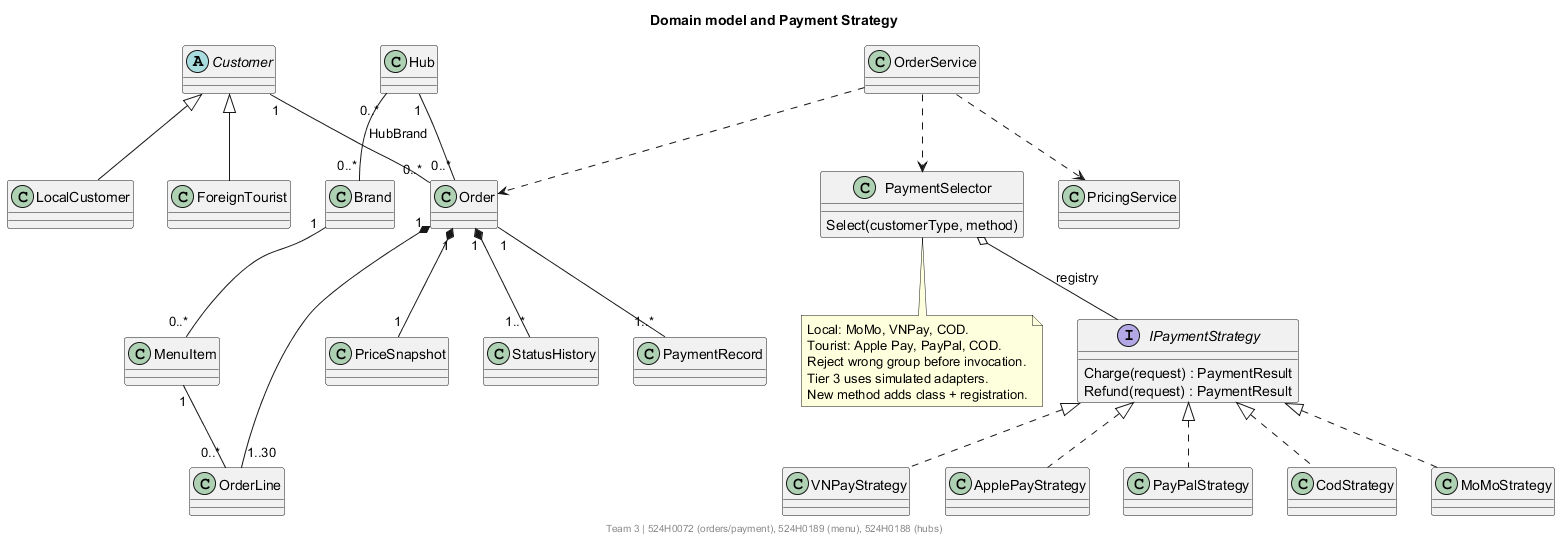 Domain model and Payment Strategy
A Customer
C Hub
C OrderService
1
0..*
1
HubBrand
0..*
0..*
0..*
C LocalCustomer
C ForeignTourist
C Brand
C Order
C PaymentSelector
Select(customerType, method)
C PricingService
1
1
1
1
1
registry
0..*
1
1..*
1..*
C MenuItem
C PriceSnapshot
C StatusHistory
C PaymentRecord
Local: MoMo, VNPay, COD.
Tourist: Apple Pay, PayPal, COD.
Reject wrong group before invocation.
Tier 3 uses simulated adapters.
New method adds class + registration.
I IPaymentStrategy
Charge(request) : PaymentResult
Refund(request) : PaymentResult
1
0..*
1..30
C OrderLine
C VNPayStrategy
C ApplePayStrategy
C PayPalStrategy
C CodStrategy
C MoMoStrategy
Team 3 | 524H0072 (orders/payment), 524H0189 (menu), 524H0188 (hubs)